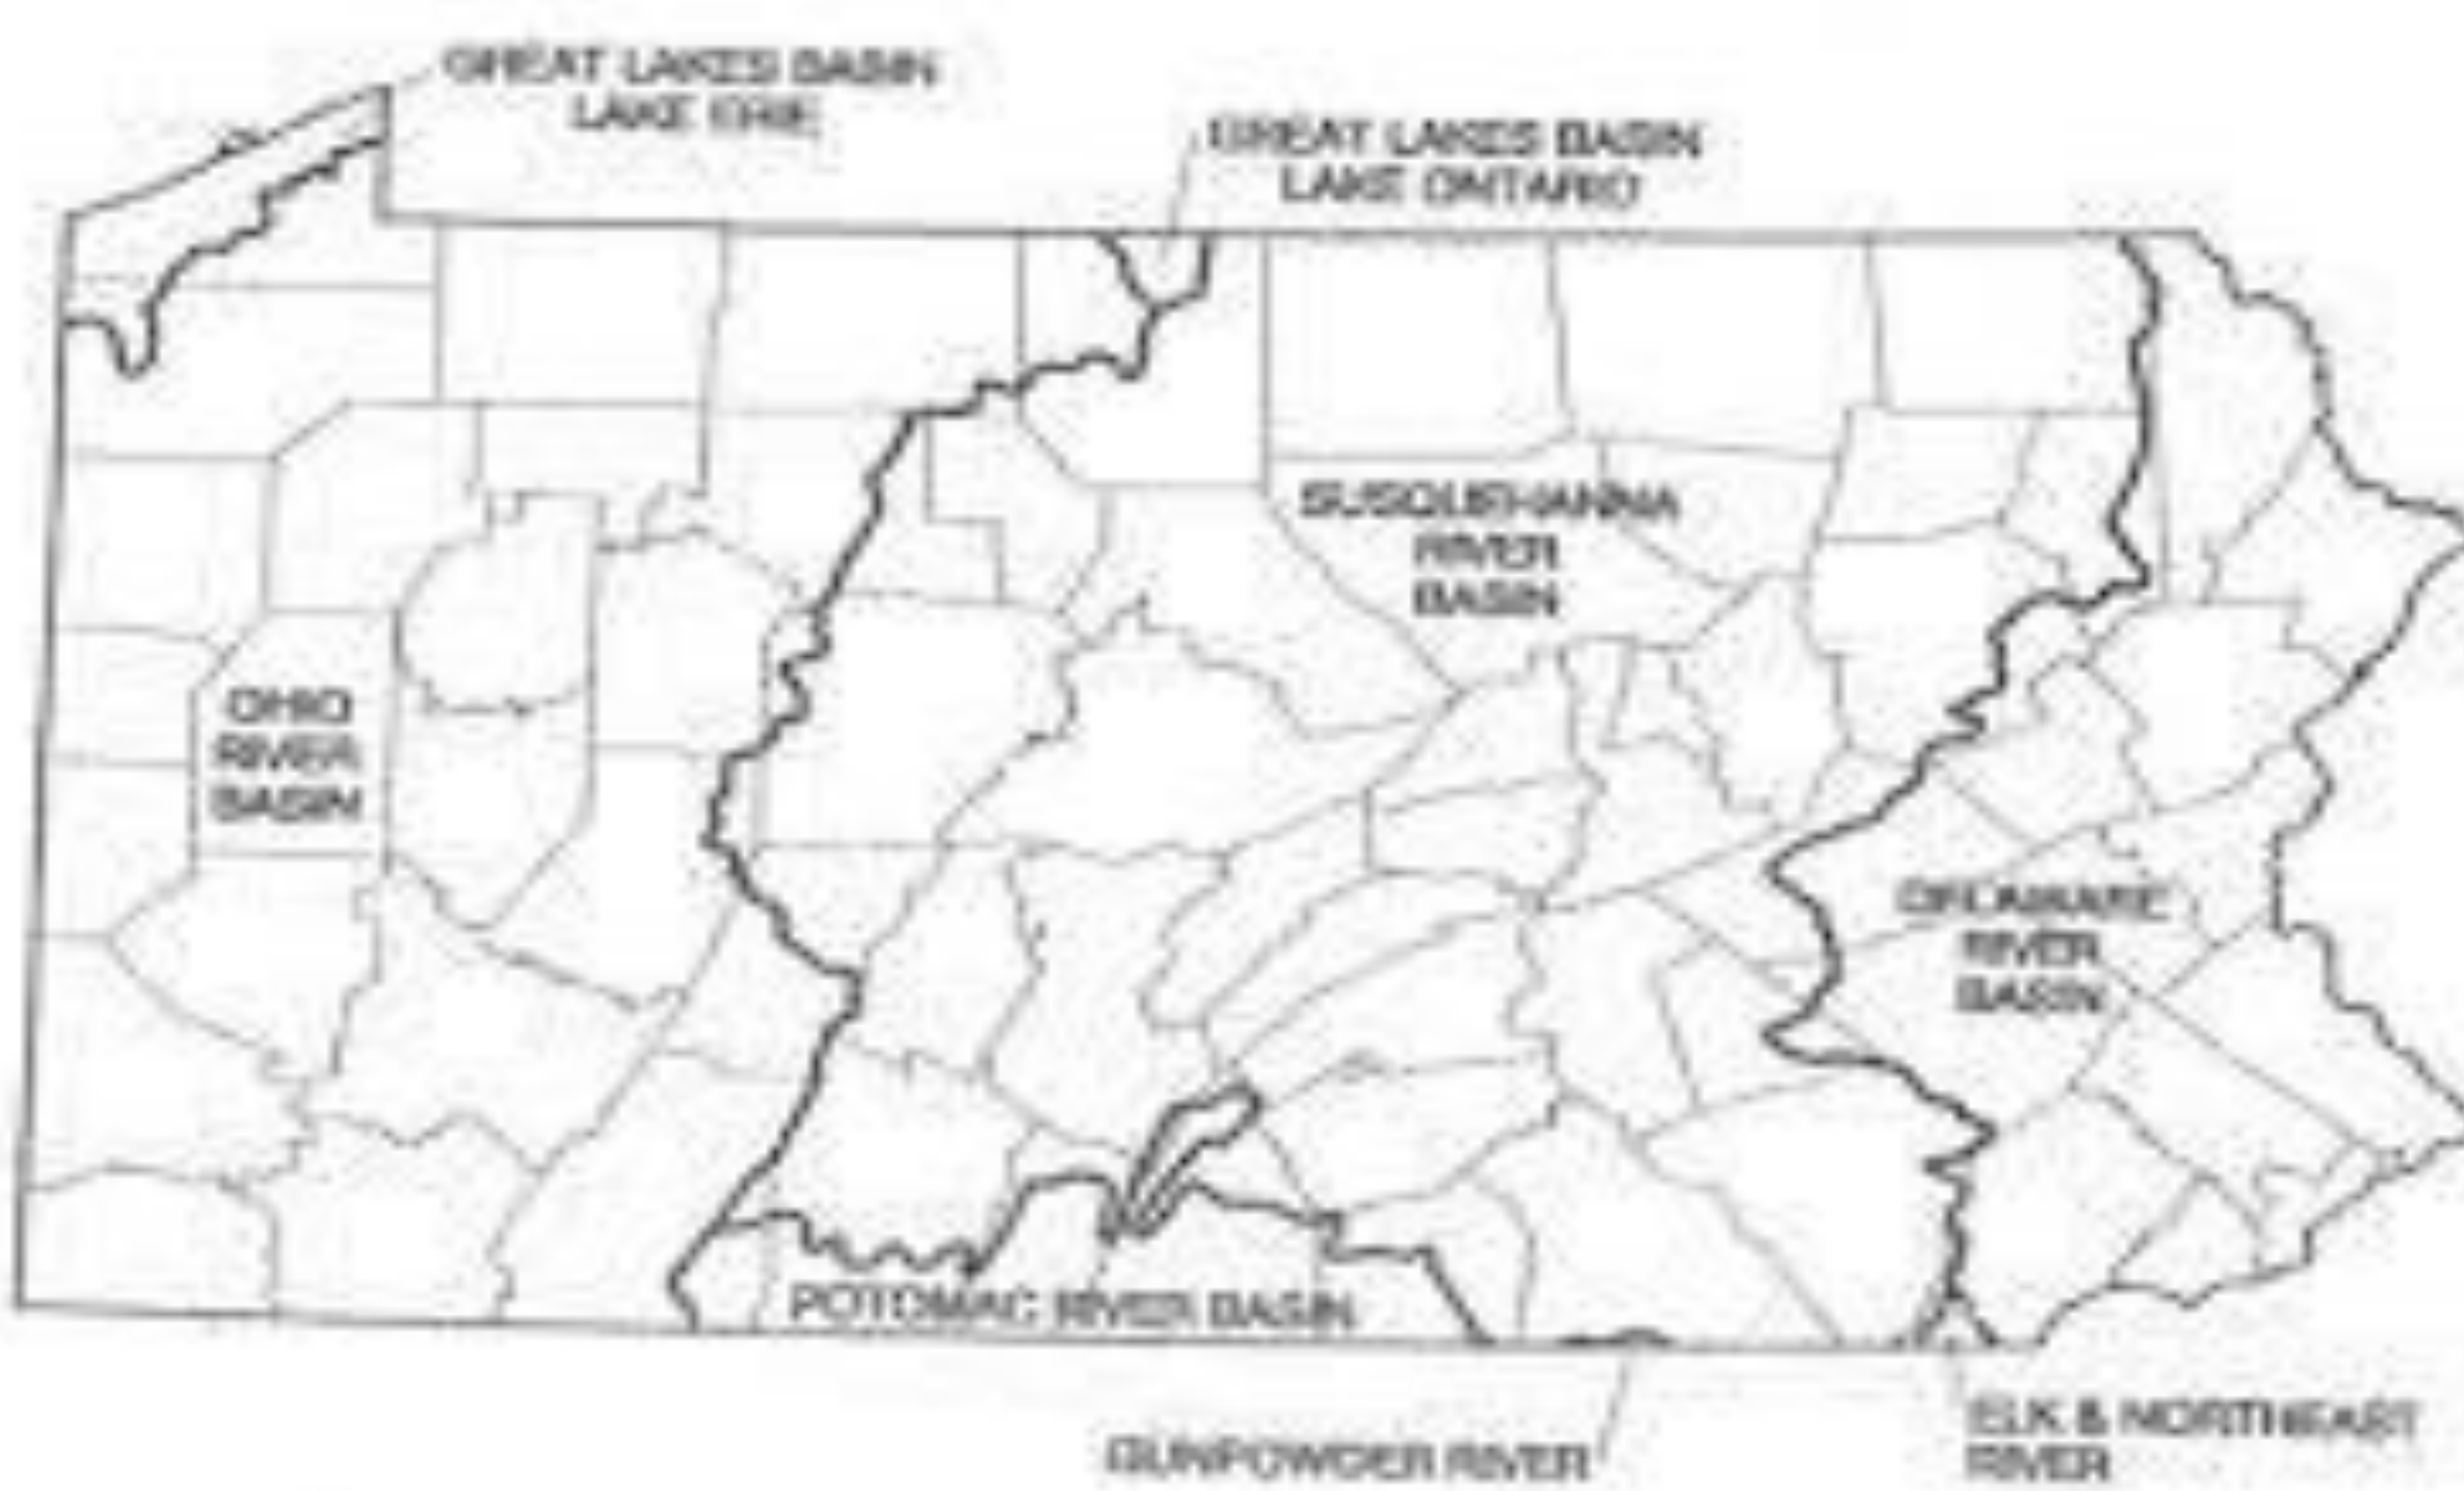 GREAT LAKES BASIN
LAKE ERIE
GREAT LAKES BASIN
LAKE ONTARIO
SUSQUEHANNA
RIVER
BASIN
OHIO
RIVER
BASIN
DELAWARE
RIVER
BASIN
POTOMAC RIVER BASIN
GUNPOWDER RIVER
ELK & NORTHEAST
RIVER